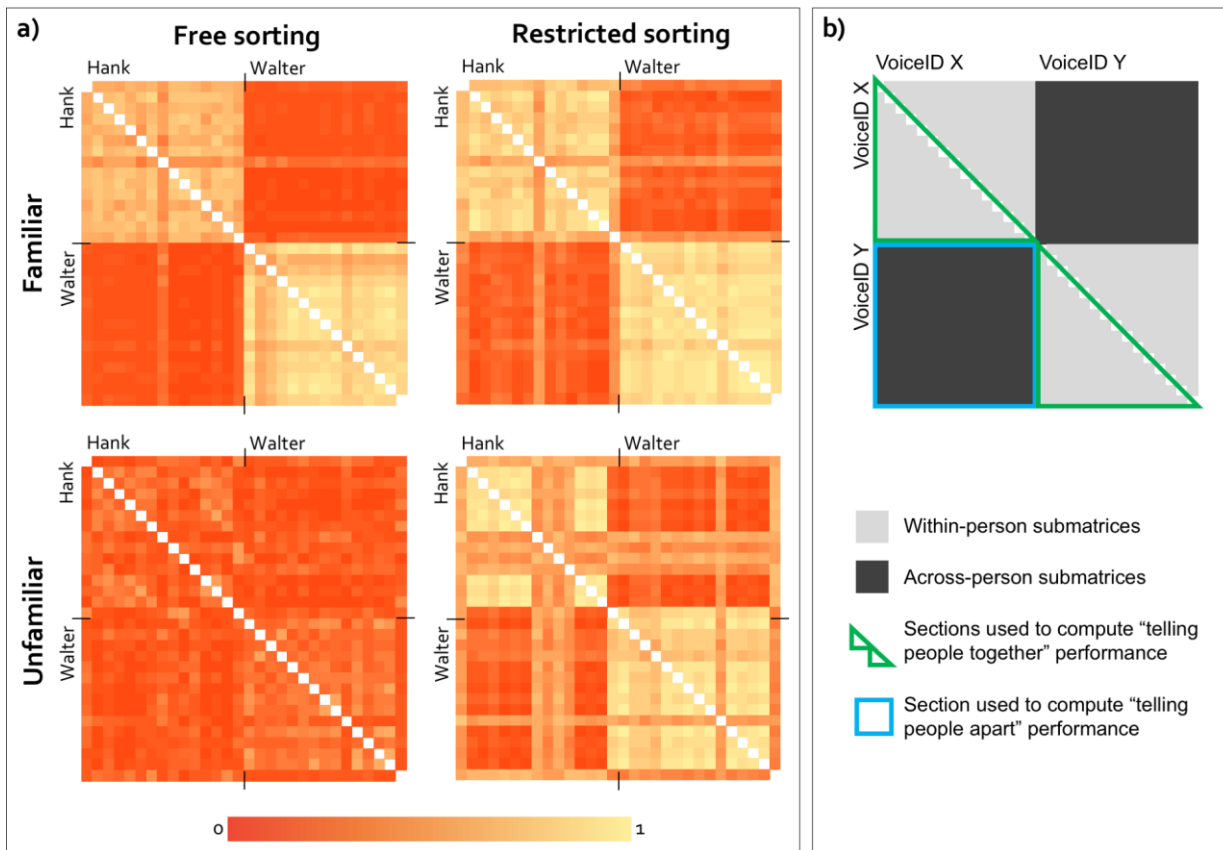 a)
Free sorting
Restricted sorting
Hank
Walter
Hank
Walter
Familiar
Hank
Walter
Hank
Walter
Hank
Walter
Hank
Walter
Unfamiliar
Hank
Walter
Hank
Walter
0
1
b)
VoiceID X
VoiceID Y
VoiceID X
VoiceID Y
Within-person submatrices
Across-person submatrices
Sections used to compute “telling
people together” performance
Section used to compute “telling
people apart” performance